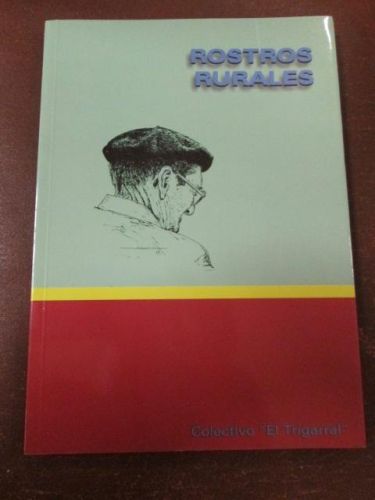 ROSTROS
RURALES
Colectivo "El Trigarral"